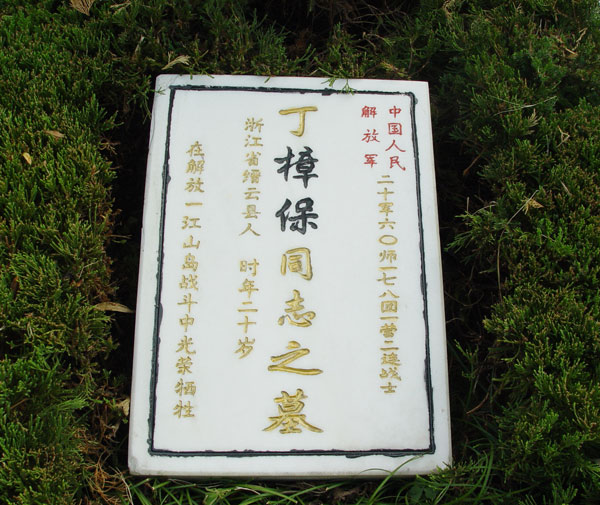 中国人民
解放军
二十军六〇师一七八团一营二连战士
丁樟保同志之墓
浙江省缙云县人 时年二十岁
在解放一江山岛战斗中光荣牺牲